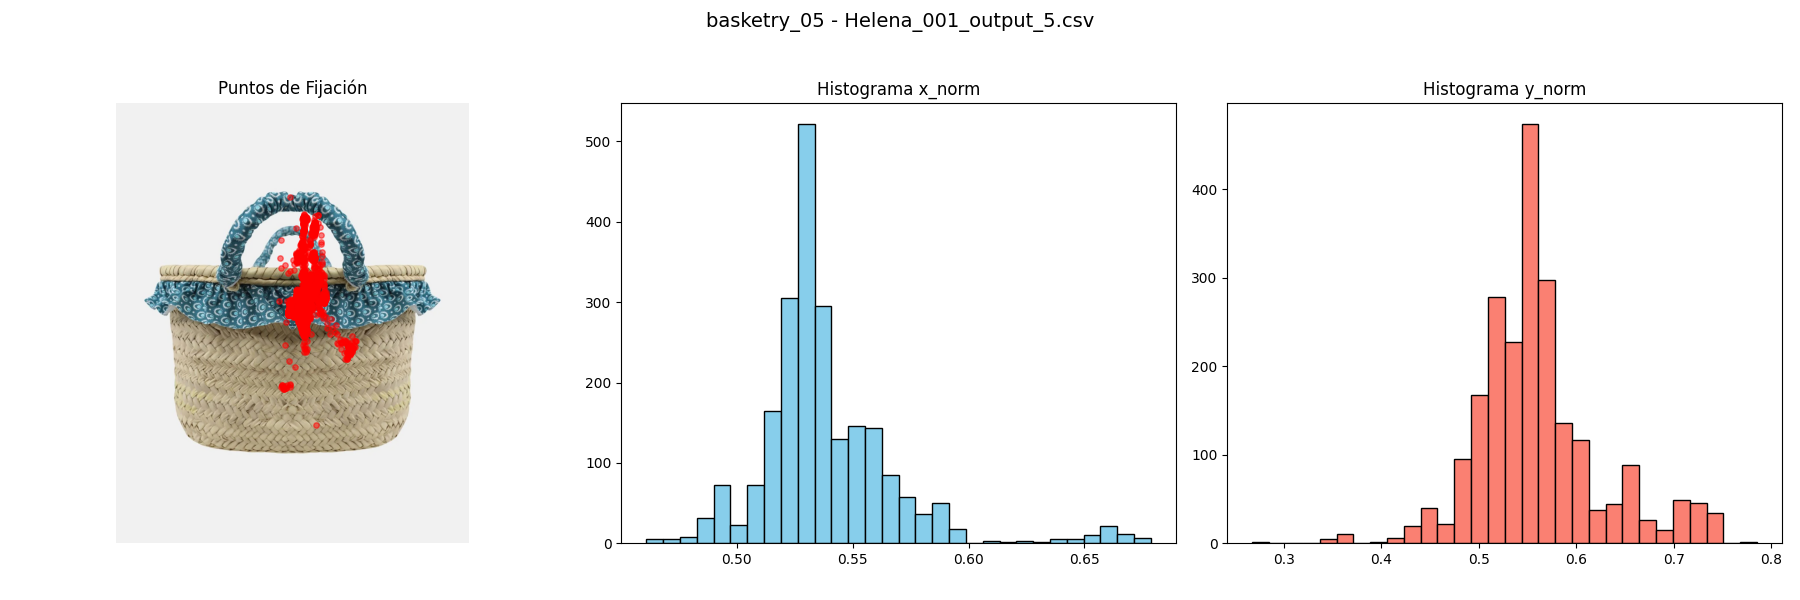 basketry_05 - Helena_001_output_5.csv
Puntos de Fijación
Histograma x_norm
500
400
300
200
100
0
0.50 0.55 0.60 0.65
Histograma y_norm
400
300
200
100
0
0.3 0.4 0.5 0.6 0.7 0.8